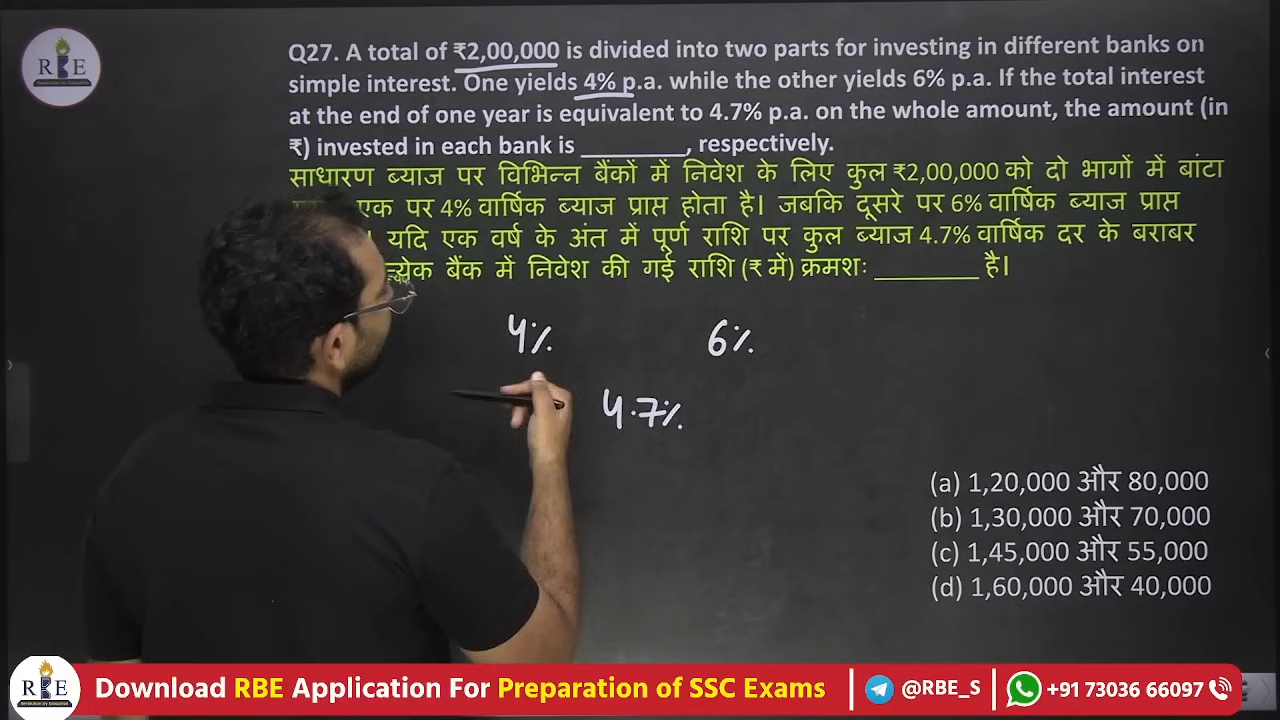 R E
Q27. A total of ₹2,00,000 is divided into two parts for investing in different banks on
simple interest. One yields 4% p.a. while the other yields 6% p.a. If the total interest
at the end of one year is equivalent to 4.7% p.a. on the whole amount, the amount (in
₹) invested in each bank is ________, respectively.
साधारण ब्याज पर विभिन्न बैंकों में निवेश के लिए कुल ₹2,00,000 को दो भागों में बांटा
एक पर 4% वार्षिक ब्याज प्राप्त होता है। जबकि दूसरे पर 6% वार्षिक ब्याज प्राप्त
यदि एक वर्ष के अंत में पूर्ण राशि पर कुल ब्याज 4.7% वार्षिक दर के बराबर
बैंक में निवेश की गई राशि (₹ में) क्रमशः ________ है।
4% 6%
4.7%
(a) 1,20,000 और 80,000
(b) 1,30,000 और 70,000
(c) 1,45,000 और 55,000
(d) 1,60,000 और 40,000
R E
Download RBE Application For Preparation of SSC Exams
@RBE_S
+91 73036 66097